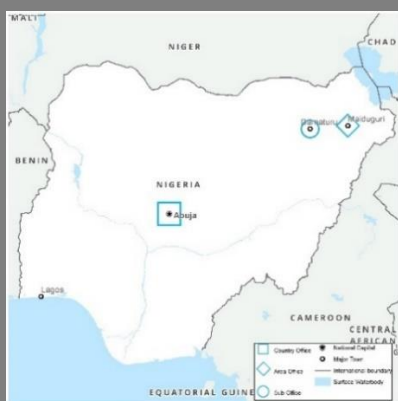 MALI
NIGER
CHAD
Damaturu
Maiduguri
BENIN
NIGERIA
Abuja
Lagos
CAMEROON
CENTRAL
AFRICAN
EQUATORIAL GUINE
Country Office
National Capital
Area Office
Major Town
Sub Office
International Boundary
Surface Waterbody